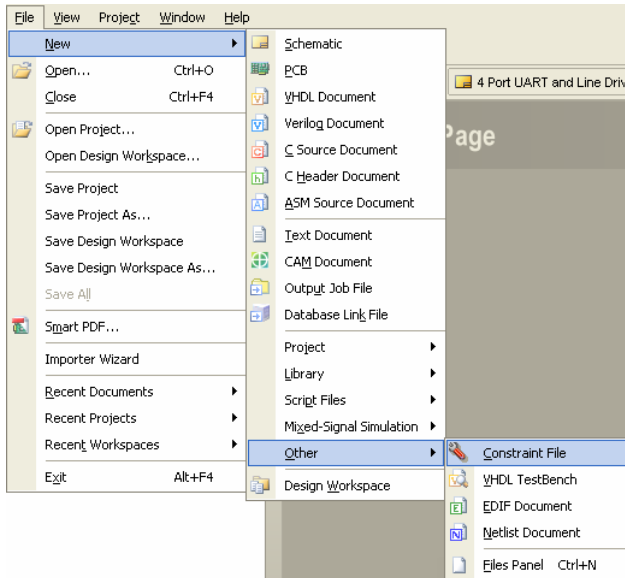 File View Project Window Help
New
Open... Ctrl+O
Close Ctrl+F4
Open Project...
Open Design Workspace...
Save Project
Save Project As...
Save Design Workspace
Save Design Workspace As...
Save All
Smart PDF...
Importer Wizard
Recent Documents
Recent Projects
Recent Workspaces
Exit Alt+F4
Schematic
PCB
VHDL Document
Verilog Document
C Source Document
C Header Document
ASM Source Document
Text Document
CAM Document
Output Job File
Database Link File
Project
Library
Script Files
Mixed-Signal Simulation
Other
Design Workspace
Constraint File
VHDL TestBench
EDIF Document
Netlist Document
Files Panel Ctrl+N
4 Port UART and Line Driv
Page